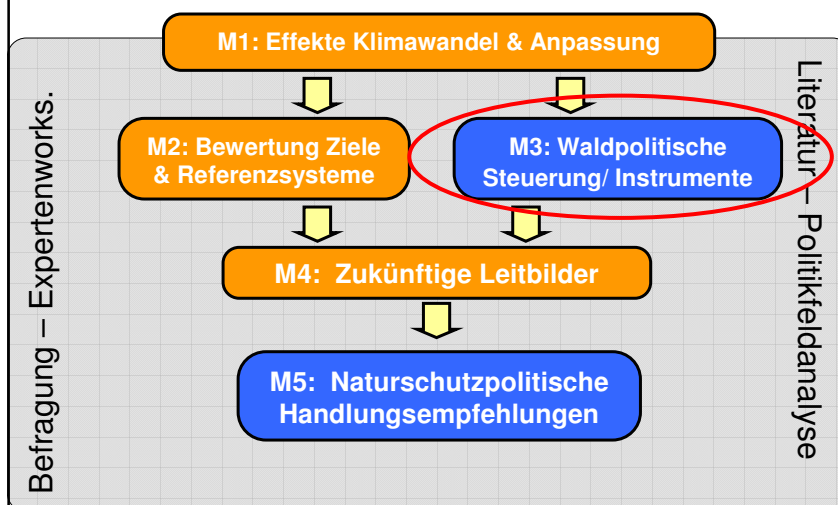 M1: Effekte Klimawandel & Anpassung
Befragung – Expertenworks.
Literatur – Politikfeldanalyse
M2: Bewertung Ziele
& Referenzsysteme
M3: Waldpolitische
Steuerung/ Instrumente
M4: Zukünftige Leitbilder
M5: Naturschutzpolitische
Handlungsempfehlungen